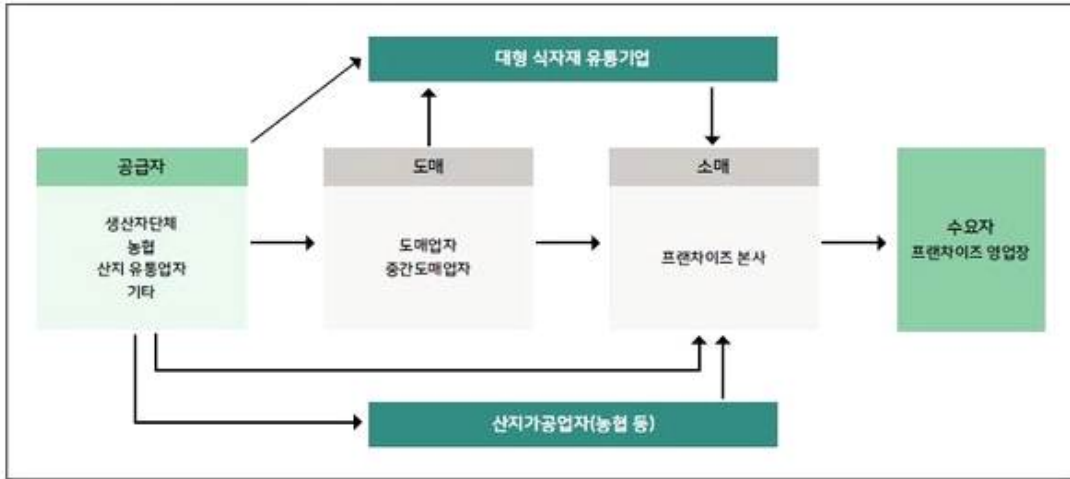 대형 식자재 유통기업
공급자
생산자단체
농협
산지 유통업자
기타
도매
도매업자
중간도매업자
소매
프랜차이즈 본사
수요자
프랜차이즈 영업장
산지가공업자(농협 등)